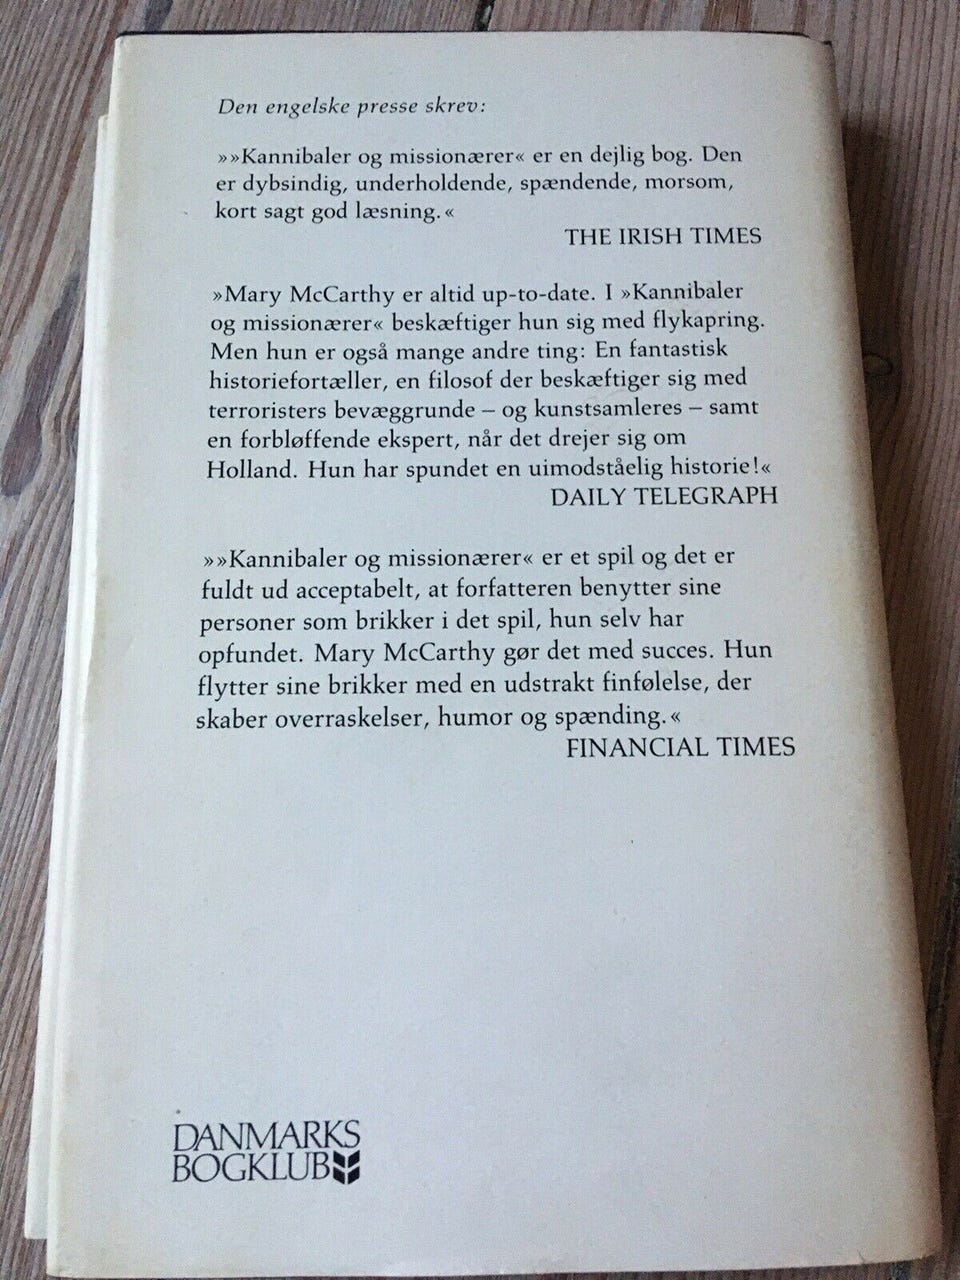 Den engelske presse skrev:
»»Kannibaler og missionærer« er en dejlig bog. Den
er dybsindig, underholdende, spændende, morsom,
kort sagt god læsning.«
THE IRISH TIMES
»Mary McCarthy er altid up-to-date. I »Kannibaler
og missionærer« beskæftiger hun sig med flykapring.
Men hun er også mange andre ting: En fantastisk
historiefortæller, en filosof der beskæftiger sig med
terroristers bevæggrunde – og kunstsamleres – samt
en forbløffende ekspert, når det drejer sig om
Holland. Hun har spundet en uimodståelig historie!«
DAILY TELEGRAPH
»»Kannibaler og missionærer« er et spil og det er
fuldt ud acceptabelt, at forfatteren benytter sine
personer som brikker i det spil, hun selv har
opfundet. Mary McCarthy gør det med succes. Hun
flytter sine brikker med en udstrakt finfølelse, der
skaber overraskelser, humor og spænding.«
FINANCIAL TIMES
DANMARKS
BOGKLUB